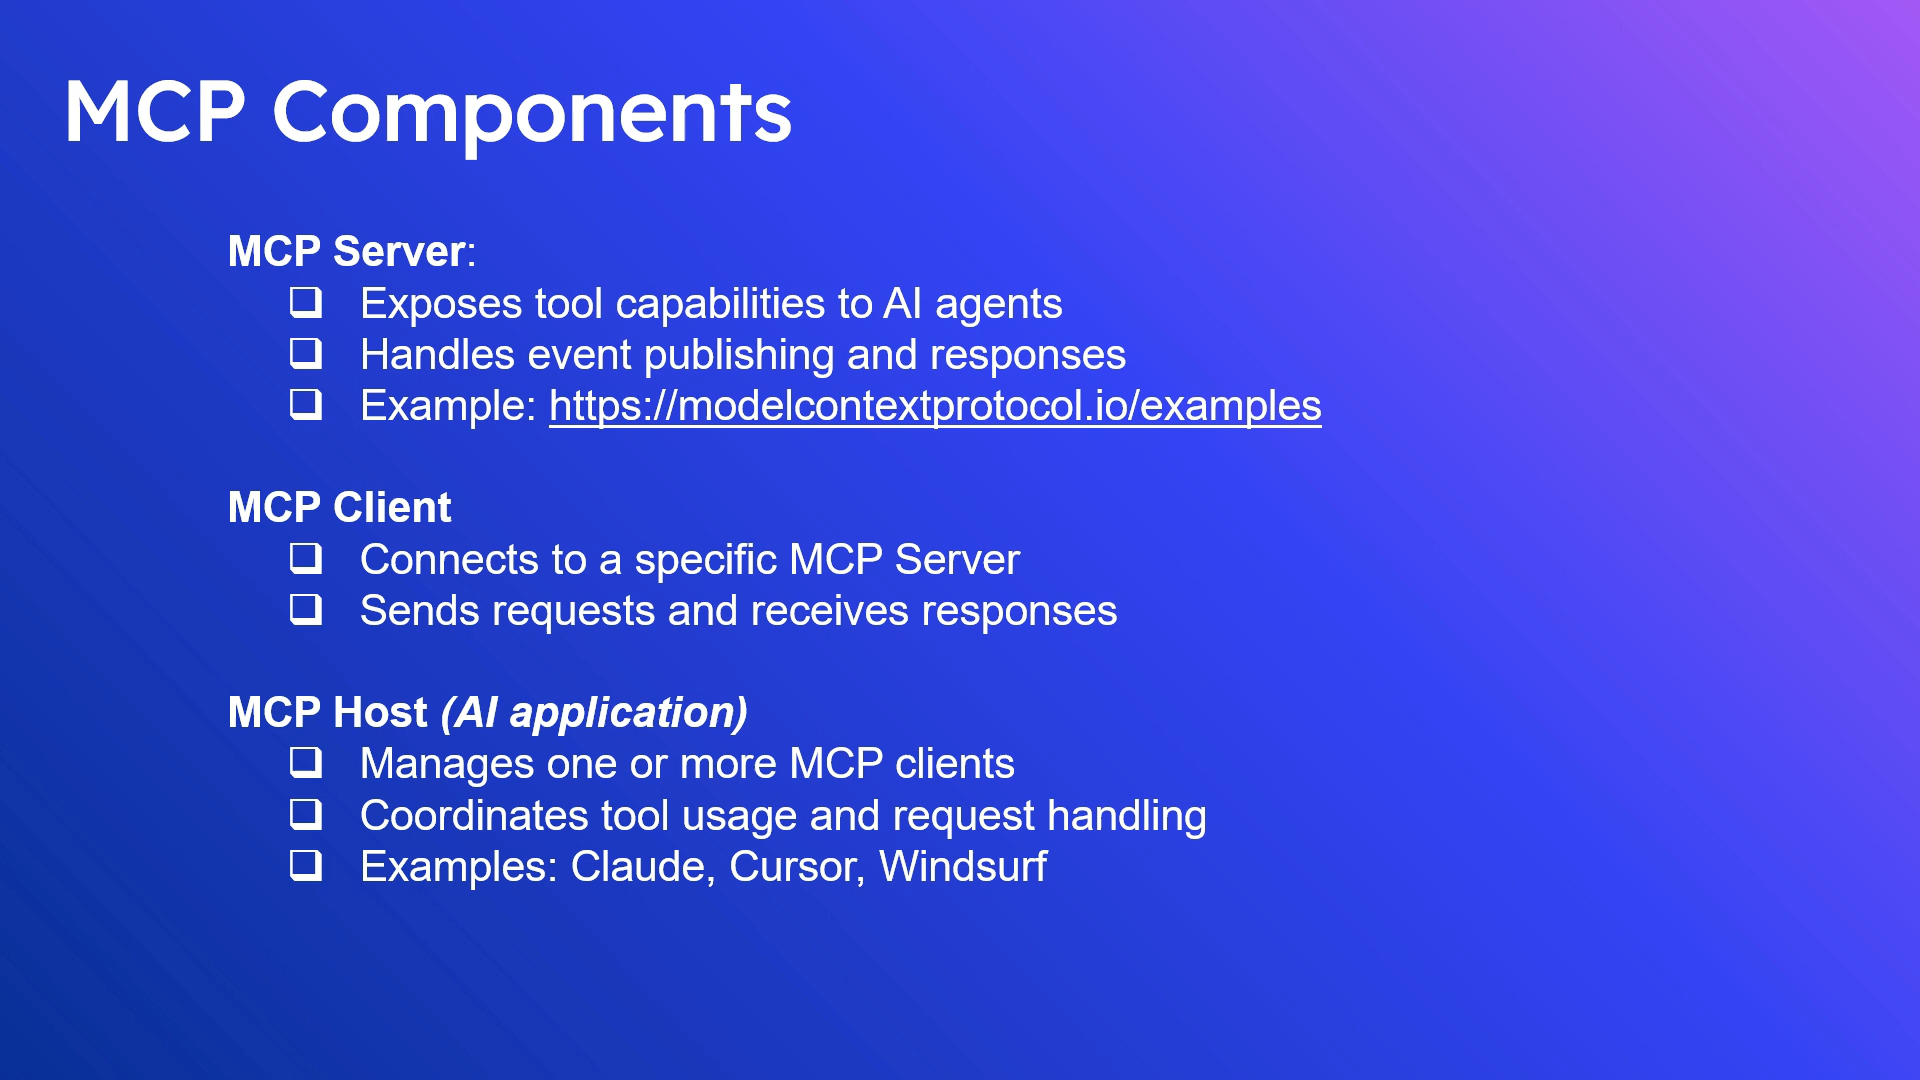 MCP Components
MCP Server:
❑ Exposes tool capabilities to AI agents
❑ Handles event publishing and responses
❑ Example: https://modelcontextprotocol.io/examples
MCP Client
❑ Connects to a specific MCP Server
❑ Sends requests and receives responses
MCP Host (AI application)
❑ Manages one or more MCP clients
❑ Coordinates tool usage and request handling
❑ Examples: Claude, Cursor, Windsurf